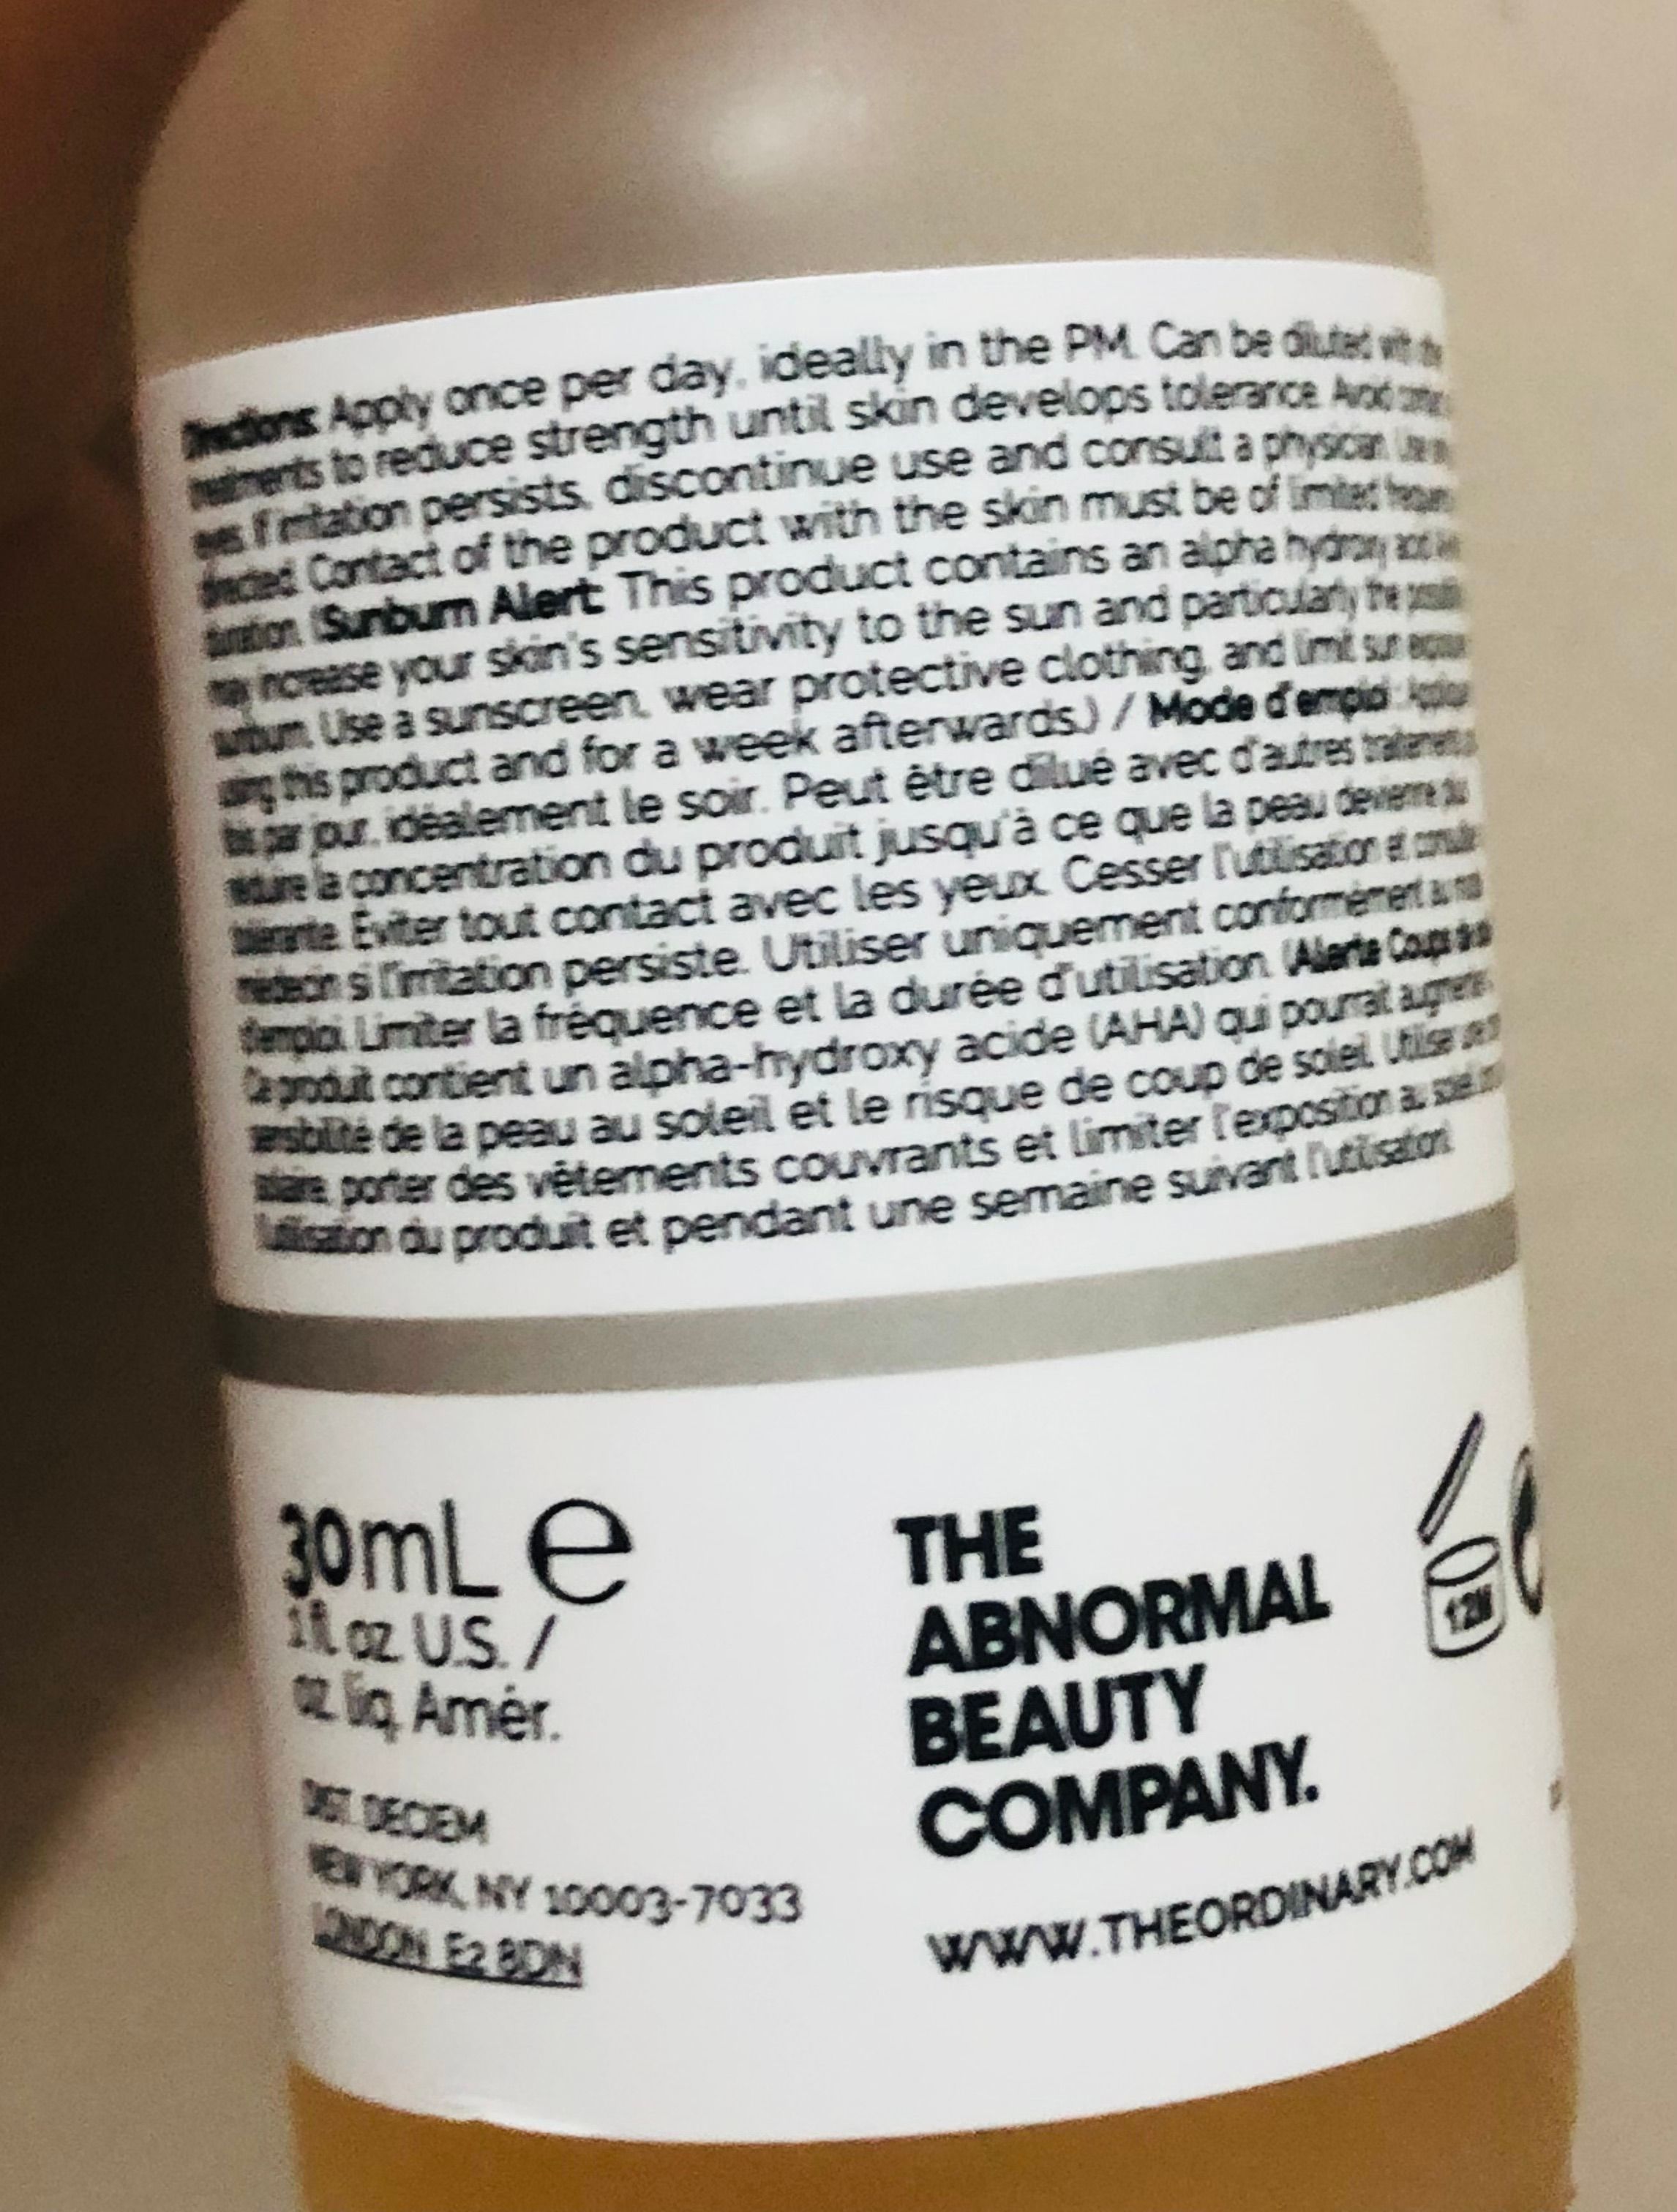 Directions: Apply once per day, ideally in the PM. Can be diluted with the
treatments to reduce strength until skin develops tolerance. Avoid
eyes. If irritation persists, discontinue use and consult a physician. Use
directed. Contact of the product with the skin must be of limited
duration. (Sunburn Alert: This product contains an alpha hydroxy acid
may increase your skin's sensitivity to the sun and particularly the
sunburn. Use a sunscreen, wear protective clothing, and limit sun
using this product and for a week afterwards.) / Mode d'emploi :
fois par jour, idéalement le soir. Peut être dilué avec d'autres traitements
réduire la concentration du produit jusqu'à ce que la peau devienne
tolérante. Éviter tout contact avec les yeux. Cesser l'utilisation et
médecin si l'irritation persiste. Utiliser uniquement conformément au
d'emploi. Limiter la fréquence et la durée d'utilisation. (Alerte Coups de
Ce produit contient un alpha-hydroxy acide (AHA) qui pourrait
sensibilité de la peau au soleil et le risque de coup de soleil. Utiliser
solaire, porter des vêtements couvrants et limiter l'exposition au soleil
l'utilisation du produit et pendant une semaine suivant l'utilisation.
30mL e
1 fl oz U.S. /
oz. liq. Amér.
DIST. DECIEM
NEW YORK, NY 10003-7033
LONDON E2 8DN
THE
ABNORMAL
BEAUTY
COMPANY.
WWW.THEORDINARY.COM
12M